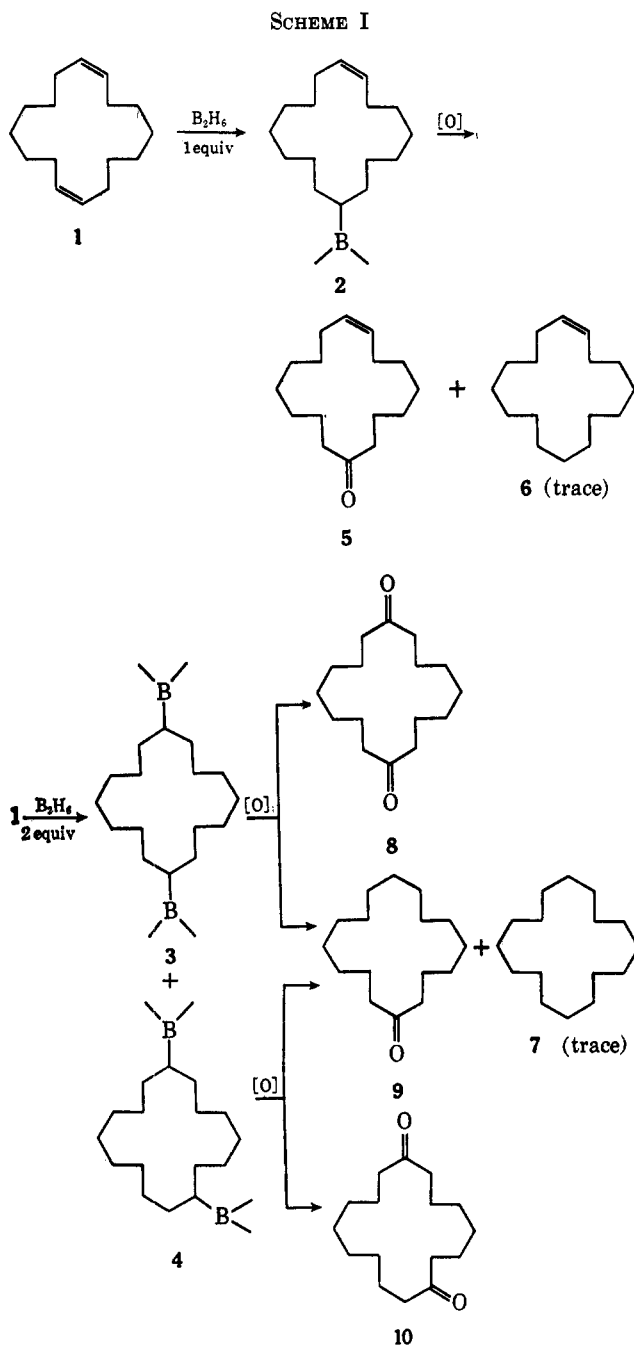 SCHEME I
B₂H₆ [O]
1 equiv
1
B
2
+
O
5
6 (trace)
B
O
1 B₂H₆ [O]
2 equiv
O
8
B
3
+
+
B
7 (trace)
O
[O]
9
O
B
4
O
10